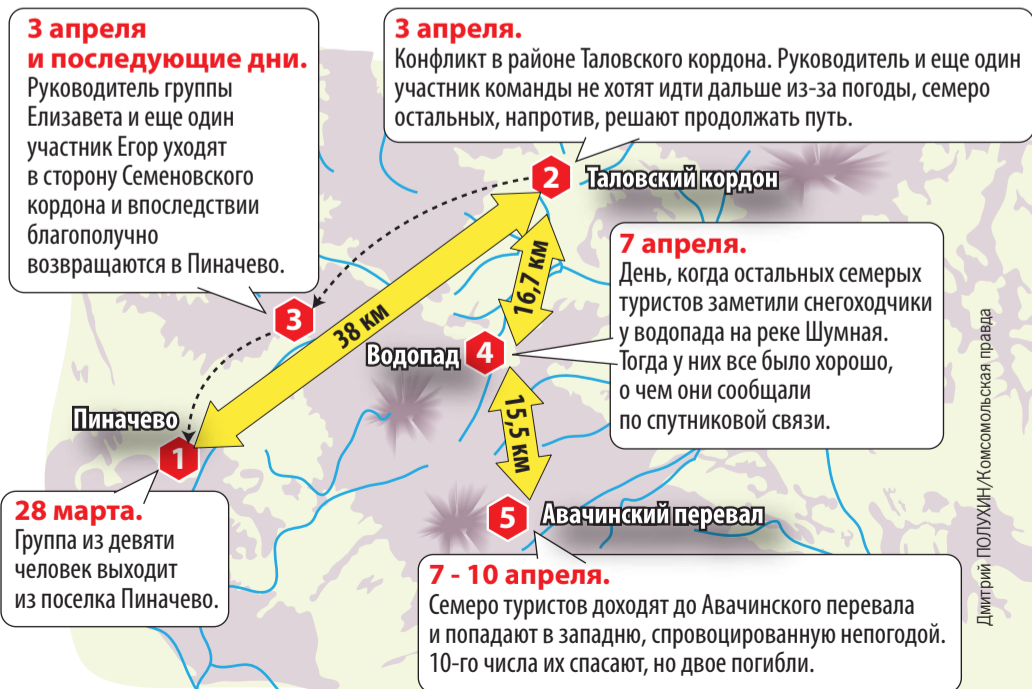 3 апреля
и последующие дни.
Руководитель группы
Елизавета и еще один
участник Егор уходят
в сторону Семеновского
кордона и впоследствии
благополучно
возвращаются в Пиначево.
3 апреля.
Конфликт в районе Таловского кордона. Руководитель и еще один
участник команды не хотят идти дальше из-за погоды, семеро
остальных, напротив, решают продолжать путь.
2
Таловский кордон
7 апреля.
День, когда остальных семерых
туристов заметили снегоходчики
у водопада на реке Шумная.
Тогда у них все было хорошо,
о чем они сообщали
по спутниковой связи.
16,7 км
3
38 км
Водопад
4
15,5 км
Пиначево
1
28 марта.
Группа из девяти
человек выходит
из поселка Пиначево.
5
Авачинский перевал
7 - 10 апреля.
Семеро туристов доходят до Авачинского перевала
и попадают в западню, спровоцированную непогодой.
10-го числа их спасают, но двое погибли.
Дмитрий ПОЛУХИН/Комсомольская правда